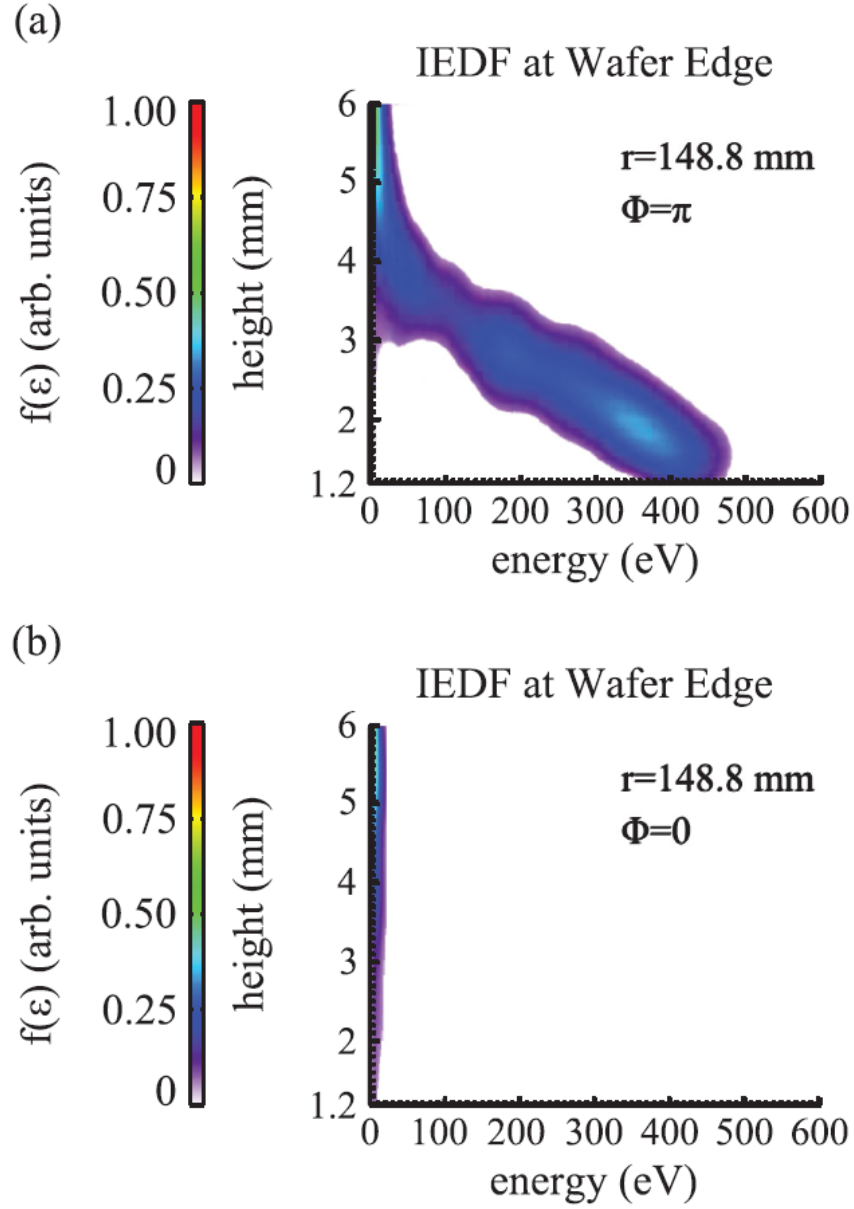 (a)
IEDF at Wafer Edge
f(ε) (arb. units)
1.00
0.75
0.50
0.25
0
height (mm)
6
5
4
3
2
1.2
r=148.8 mm
Φ=π
0 100 200 300 400 500 600
energy (eV)
(b)
IEDF at Wafer Edge
f(ε) (arb. units)
1.00
0.75
0.50
0.25
0
height (mm)
6
5
4
3
2
1.2
r=148.8 mm
Φ=0
0 100 200 300 400 500 600
energy (eV)